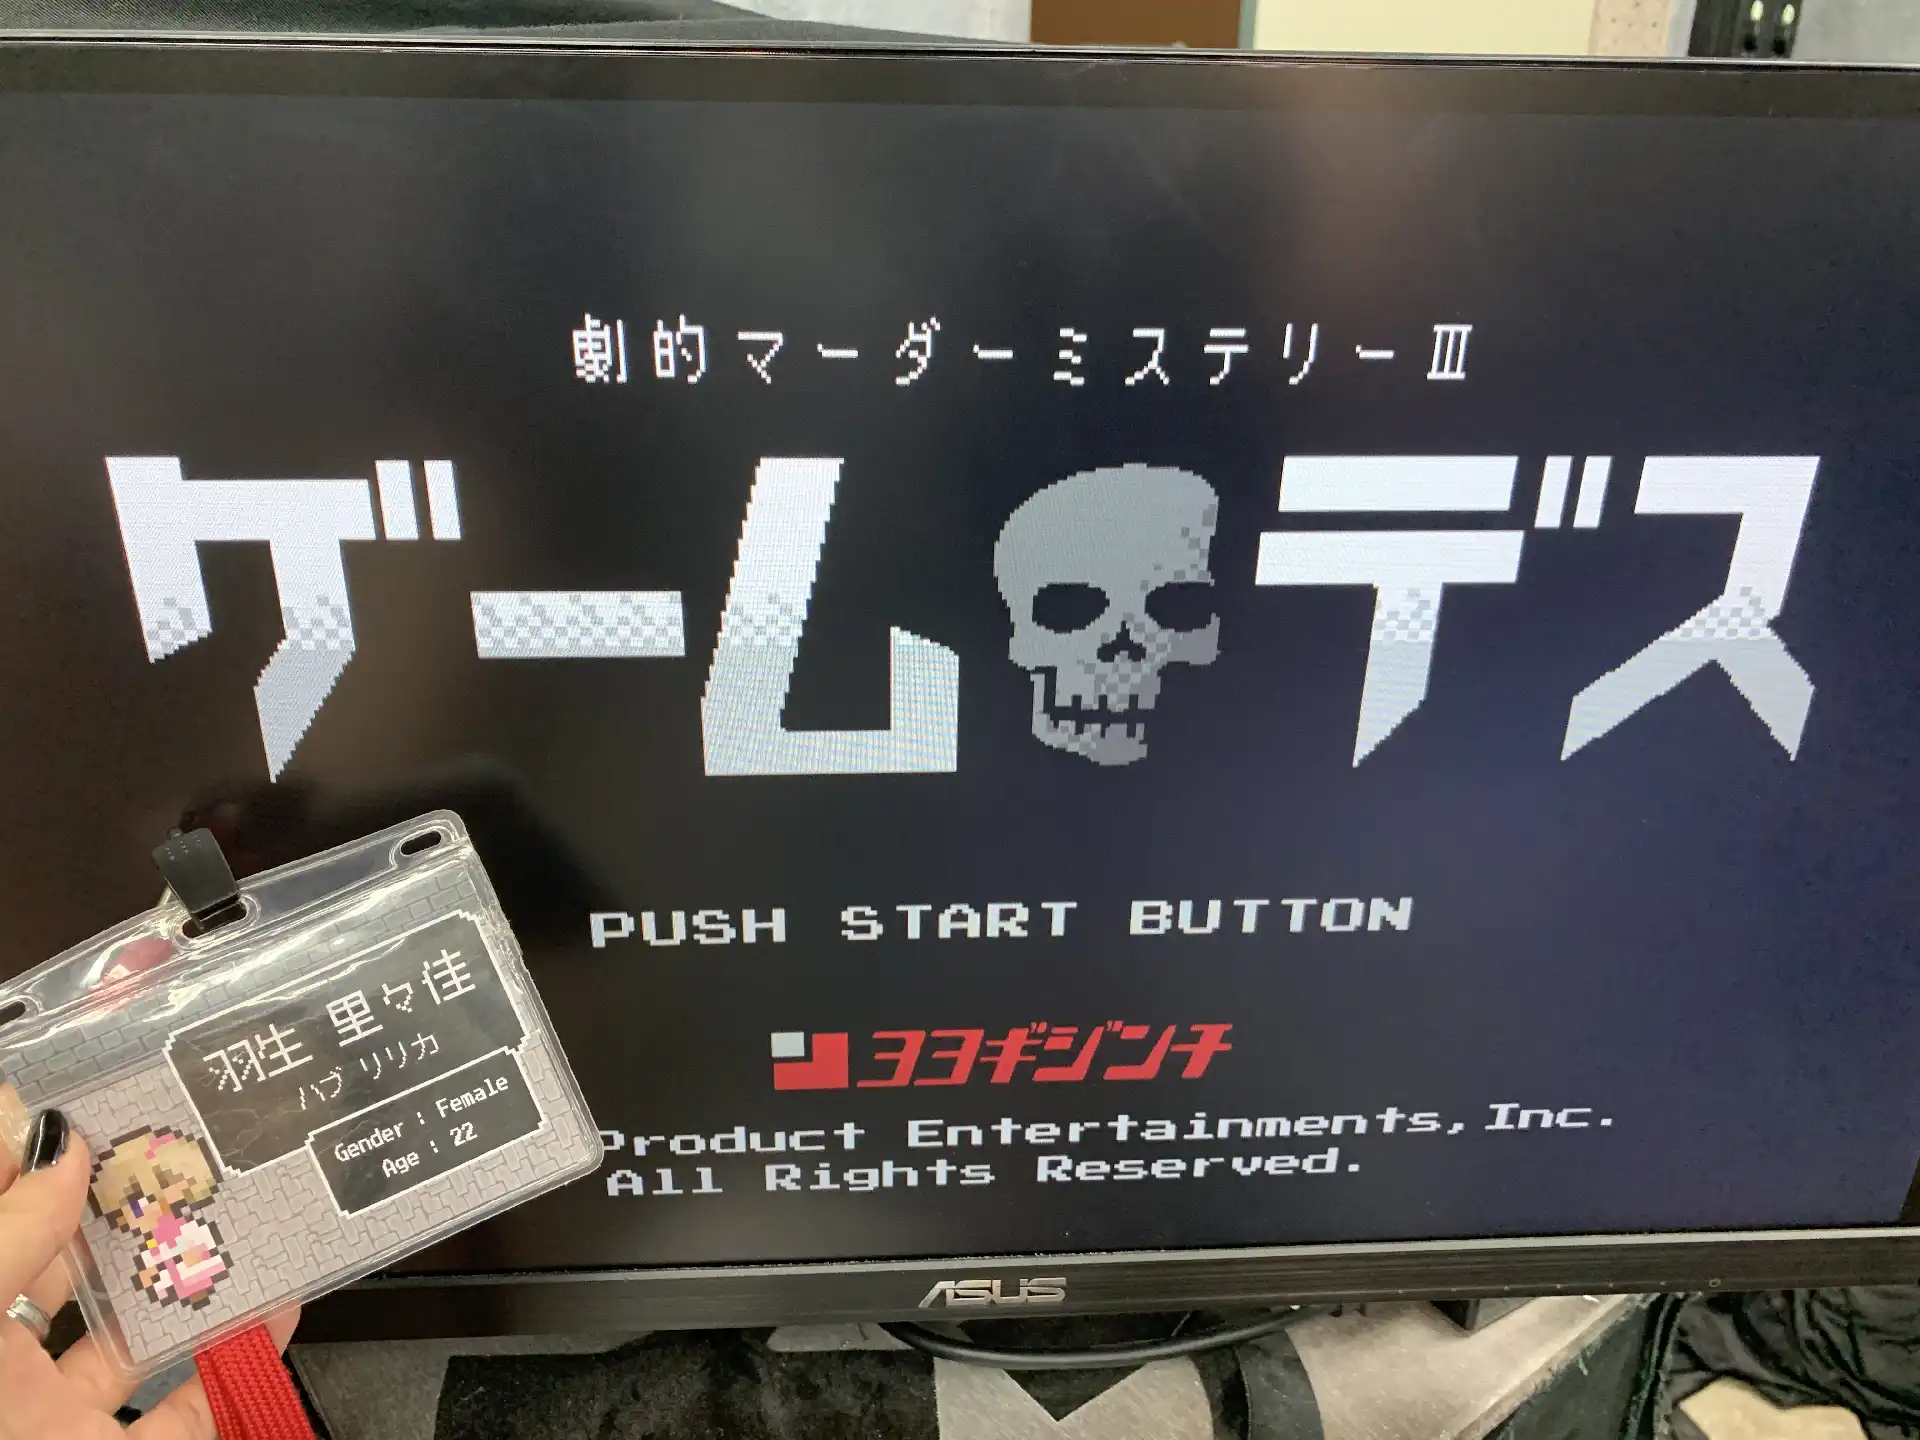 劇的マーダーミステリーⅢ
ゲームデス
PUSH START BUTTON
ヨヨギジンチ
Product Entertainments, Inc.
All Rights Reserved.
羽生 里々佳
ハブ リリカ
Gender : Female
Age : 22
ASUS